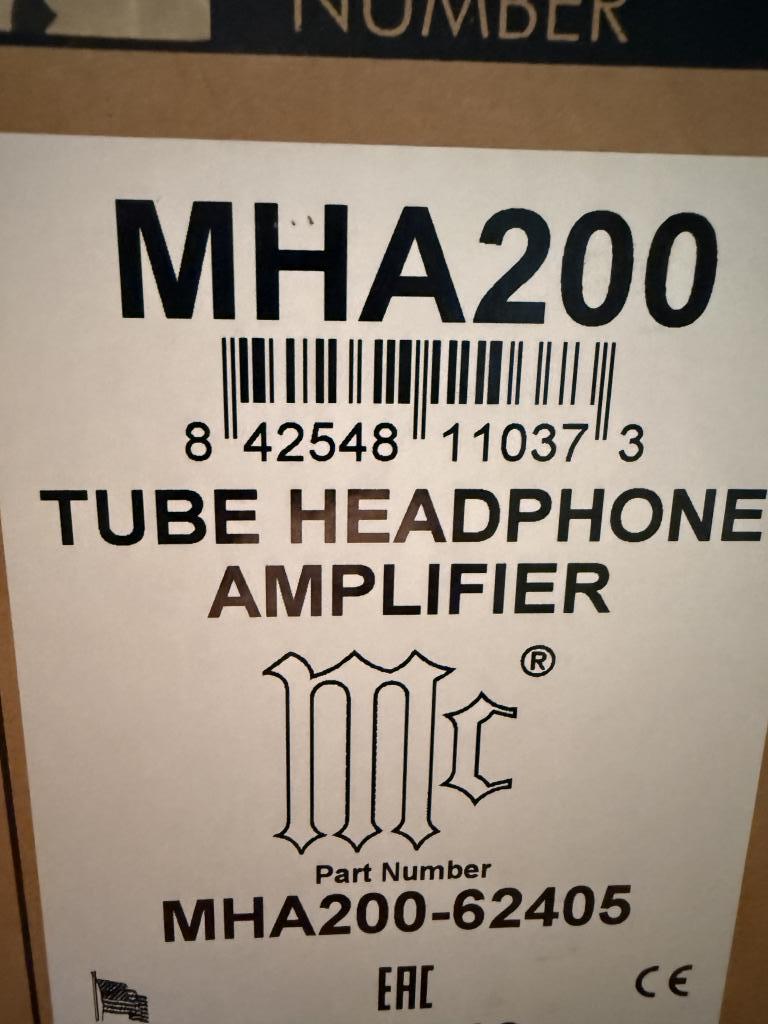 NUMBER
MHA200
8 42548 11037 3
TUBE HEADPHONE
AMPLIFIER
Mc ®
Part Number
MHA200-62405
EAC CE